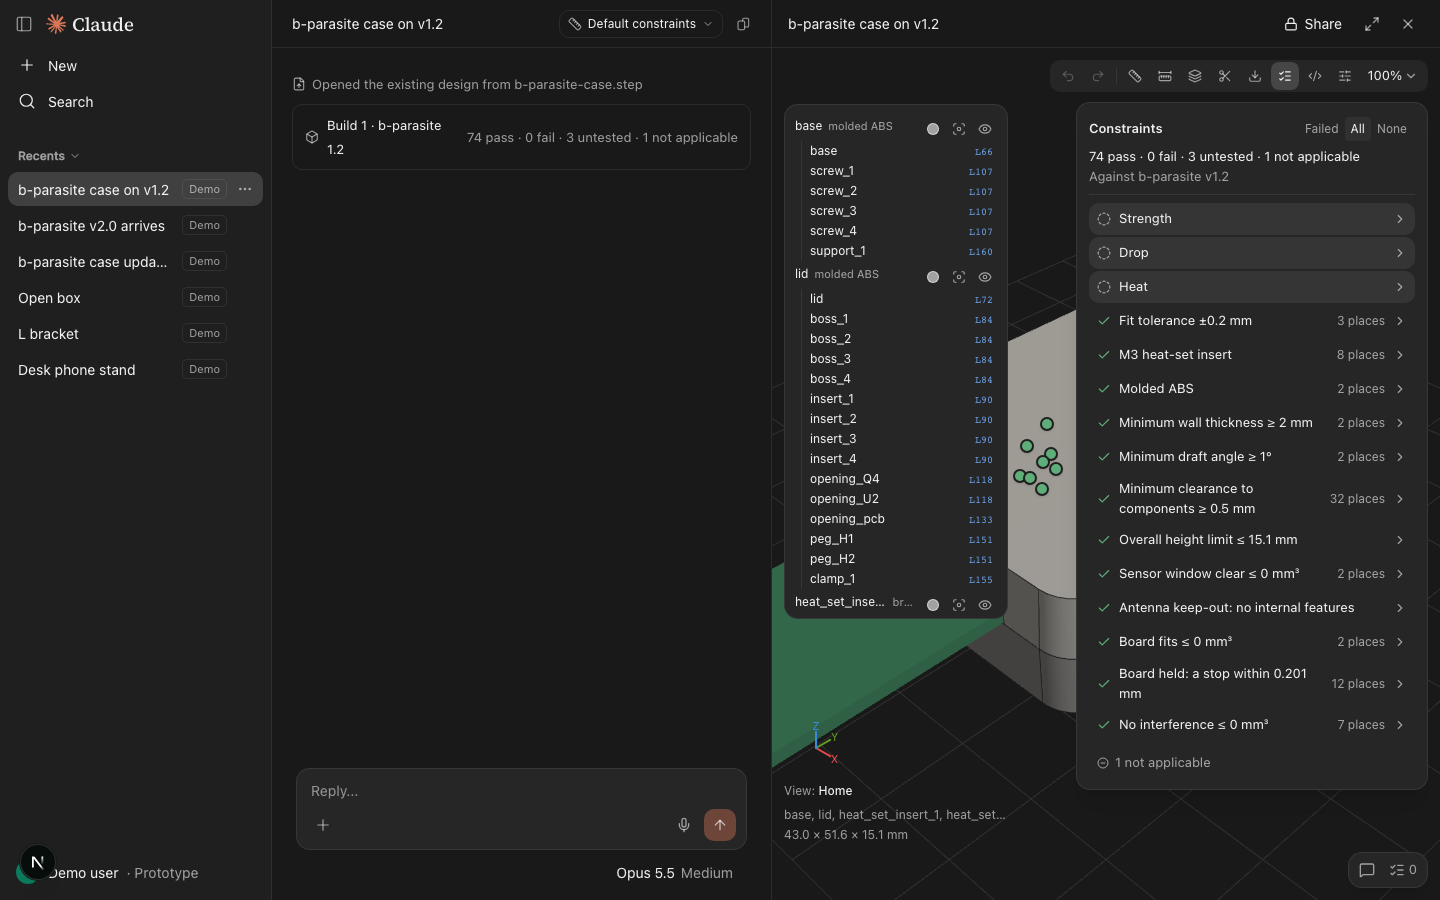 Claude
New
Search
Recents
b-parasite case on v1.2 Demo
b-parasite v2.0 arrives Demo
b-parasite case upda... Demo
Open box Demo
L bracket Demo
Desk phone stand Demo
N
Demo user · Prototype
b-parasite case on v1.2
Default constraints
Opened the existing design from b-parasite-case.step
Build 1 · b-parasite
1.2
74 pass · 0 fail · 3 untested · 1 not applicable
Reply...
Opus 5.5 Medium
b-parasite case on v1.2
Share
100%
base molded ABS
base L66
screw_1 L107
screw_2 L107
screw_3 L107
screw_4 L107
support_1 L160
lid molded ABS
lid L72
boss_1 L84
boss_2 L84
boss_3 L84
boss_4 L84
insert_1 L90
insert_2 L90
insert_3 L90
insert_4 L90
opening_Q4 L118
opening_U2 L118
opening_pcb L133
peg_H1 L151
peg_H2 L151
clamp_1 L155
heat_set_inse... br...
Z
Y
X
View: Home
base, lid, heat_set_insert_1, heat_set...
43.0 × 51.6 × 15.1 mm
Constraints
Failed All None
74 pass · 0 fail · 3 untested · 1 not applicable
Against b-parasite v1.2
Strength
Drop
Heat
Fit tolerance ±0.2 mm 3 places
M3 heat-set insert 8 places
Molded ABS 2 places
Minimum wall thickness ≥ 2 mm 2 places
Minimum draft angle ≥ 1° 2 places
Minimum clearance to
components ≥ 0.5 mm 32 places
Overall height limit ≤ 15.1 mm
Sensor window clear ≤ 0 mm³ 2 places
Antenna keep-out: no internal features
Board fits ≤ 0 mm³ 2 places
Board held: a stop within 0.201
mm 12 places
No interference ≤ 0 mm³ 7 places
1 not applicable
0